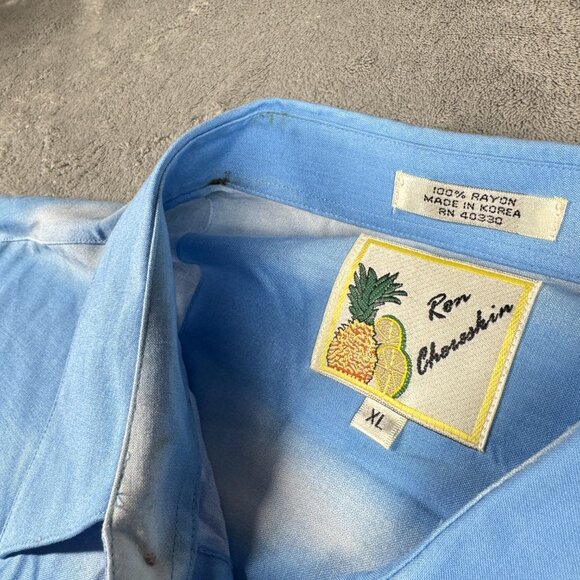 100% RAYON
MADE IN KOREA
RN 40330
Ron
Chereskin
XL